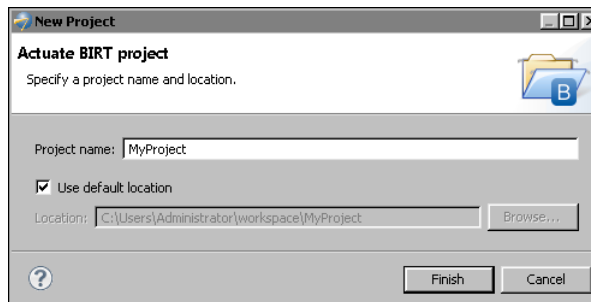 New Project
Actuate BIRT project
Specify a project name and location.
B
Project name: MyProject
Use default location
Location: C:\Users\Administrator\workspace\MyProject Browse...
? Finish Cancel